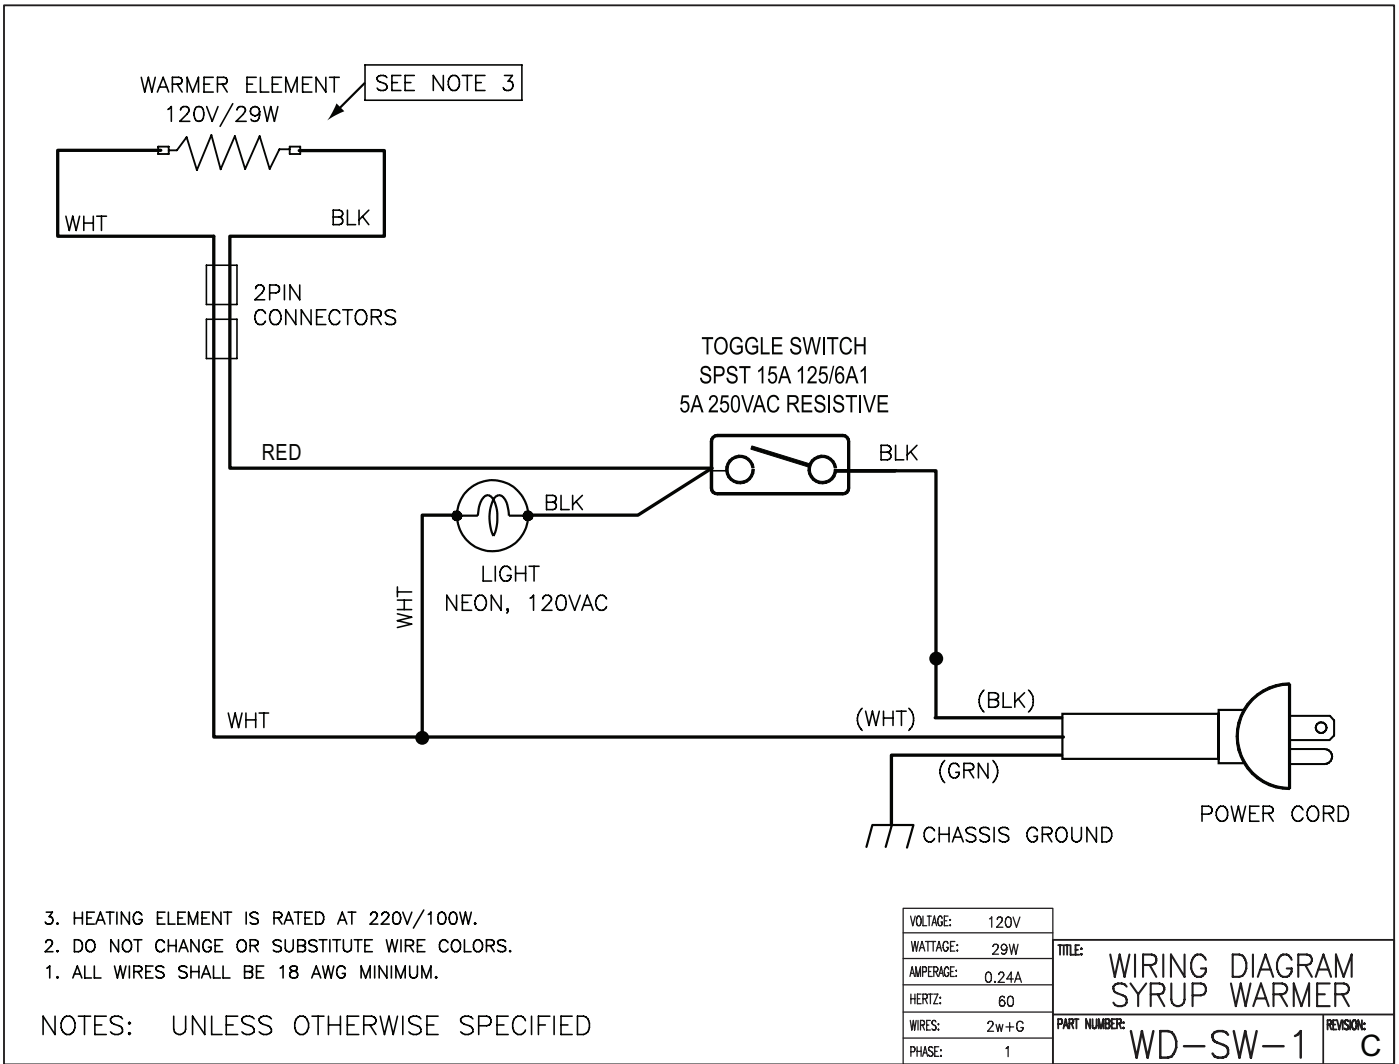 WARMER ELEMENT
120V/29W
SEE NOTE 3
WHT
BLK
2PIN
CONNECTORS
TOGGLE SWITCH
SPST 15A 125/6A1
5A 250VAC RESISTIVE
RED
BLK
BLK
LIGHT
NEON, 120VAC
WHT
WHT
(WHT)
(BLK)
(GRN)
POWER CORD
CHASSIS GROUND
3. HEATING ELEMENT IS RATED AT 220V/100W.
2. DO NOT CHANGE OR SUBSTITUTE WIRE COLORS.
1. ALL WIRES SHALL BE 18 AWG MINIMUM.
NOTES: UNLESS OTHERWISE SPECIFIED
VOLTAGE: 120V
WATTAGE: 29W
AMPERAGE: 0.24A
HERTZ: 60
WIRES: 2w+G
PHASE: 1
TITLE:
WIRING DIAGRAM
SYRUP WARMER
PART NUMBER:
WD-SW-1
REVISION:
C